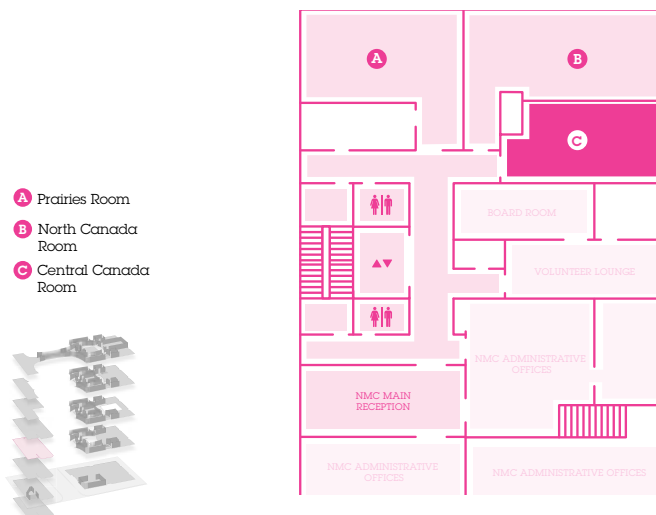 A Prairies Room
B North Canada
Room
C Central Canada
Room
A
B
C
BOARD ROOM
VOLUNTEER LOUNGE
NMC ADMINISTRATIVE
OFFICES
NMC MAIN
RECEPTION
NMC ADMINISTRATIVE
OFFICES
NMC ADMINISTRATIVE OFFICES